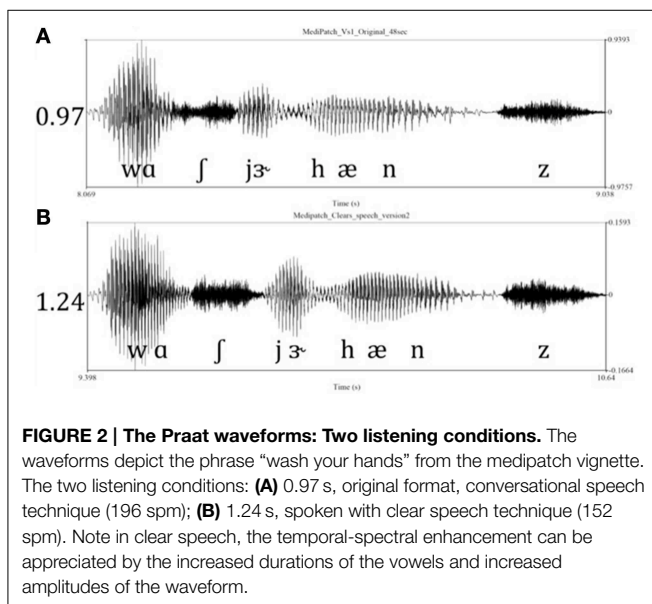 A
MediPatch_Vs1_Original_48sec
0.9393
0.97
0
wɑ ʃ jɝ h æ n z
-0.9757
8.069 9.038
Time (s)
B
Medipatch_Clears_speech_version2
0.1593
1.24
0
w ɑ ʃ j ɝ h æ n z
-0.1664
9.398 10.64
Time (s)
FIGURE 2 | The Praat waveforms: Two listening conditions. The
waveforms depict the phrase “wash your hands” from the medipatch vignette.
The two listening conditions: (A) 0.97 s, original format, conversational speech
technique (196 spm); (B) 1.24 s, spoken with clear speech technique (152
spm). Note in clear speech, the temporal-spectral enhancement can be
appreciated by the increased durations of the vowels and increased
amplitudes of the waveform.